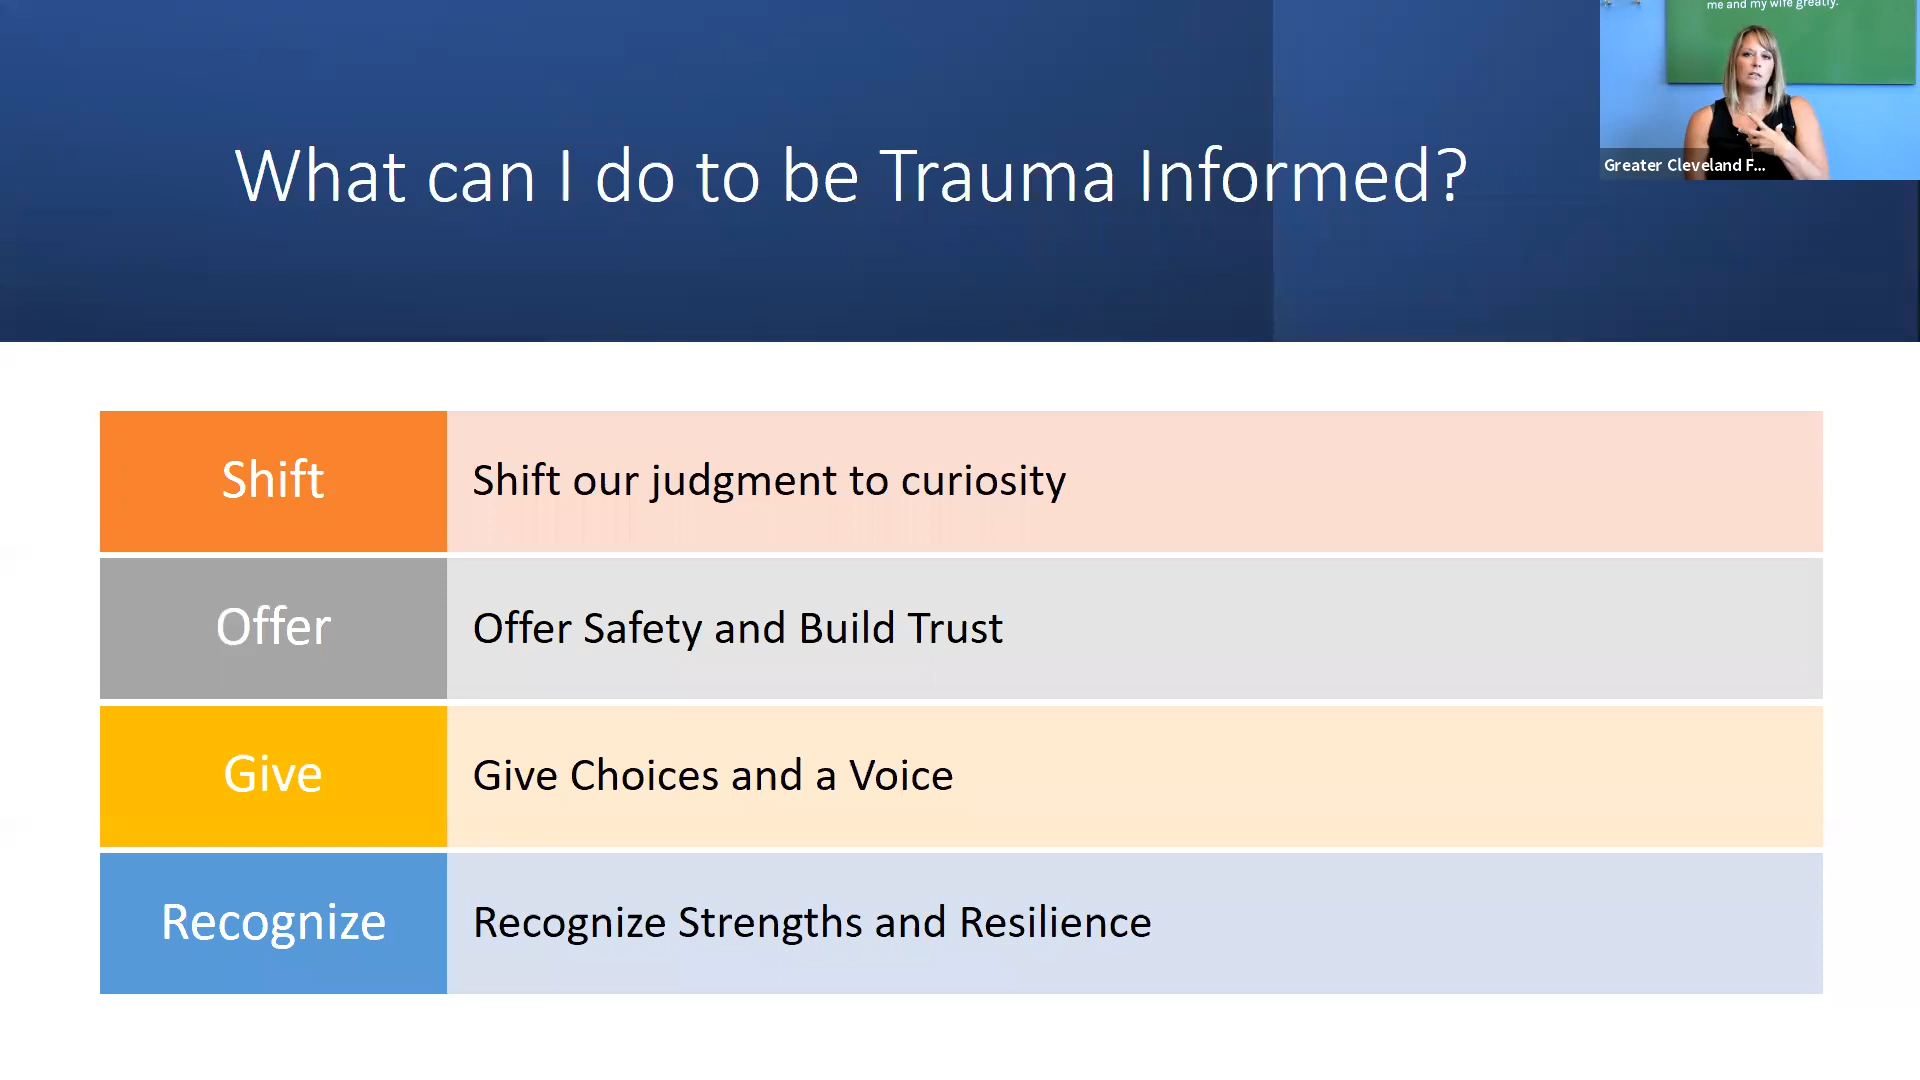 me and my wife greatly.
What can I do to be Trauma Informed?
Greater Cleveland F...
Shift
Shift our judgment to curiosity
Offer
Offer Safety and Build Trust
Give
Give Choices and a Voice
Recognize
Recognize Strengths and Resilience